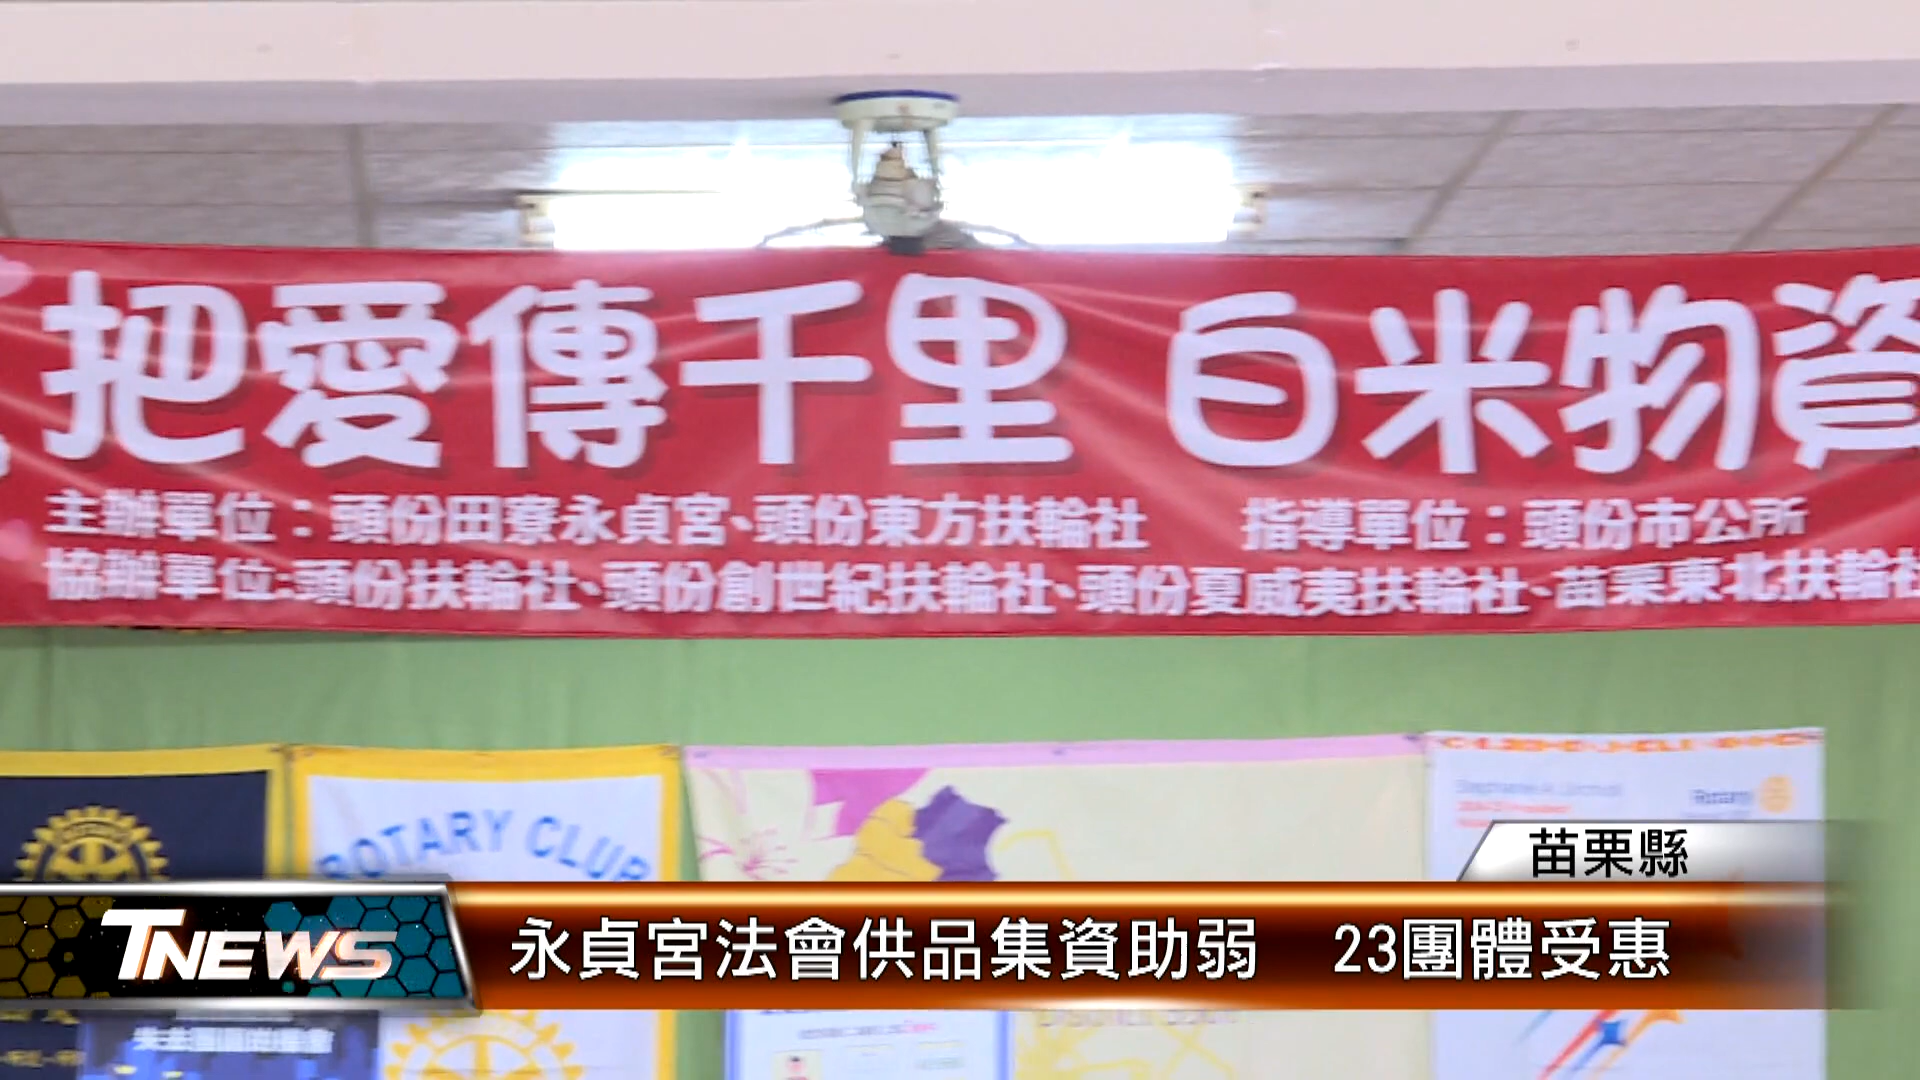 把愛傳千里 白米物資
主辦單位：頭份田寮永貞宮、頭份東方扶輪社 指導單位：頭份市公所
協辦單位:頭份扶輪社、頭份創世紀扶輪社、頭份夏威夷扶輪社、苗栗東北扶輪社
ROTARY CLUB
Rotary
苗栗縣
TNEWS
永貞宮法會供品集資助弱 23團體受惠